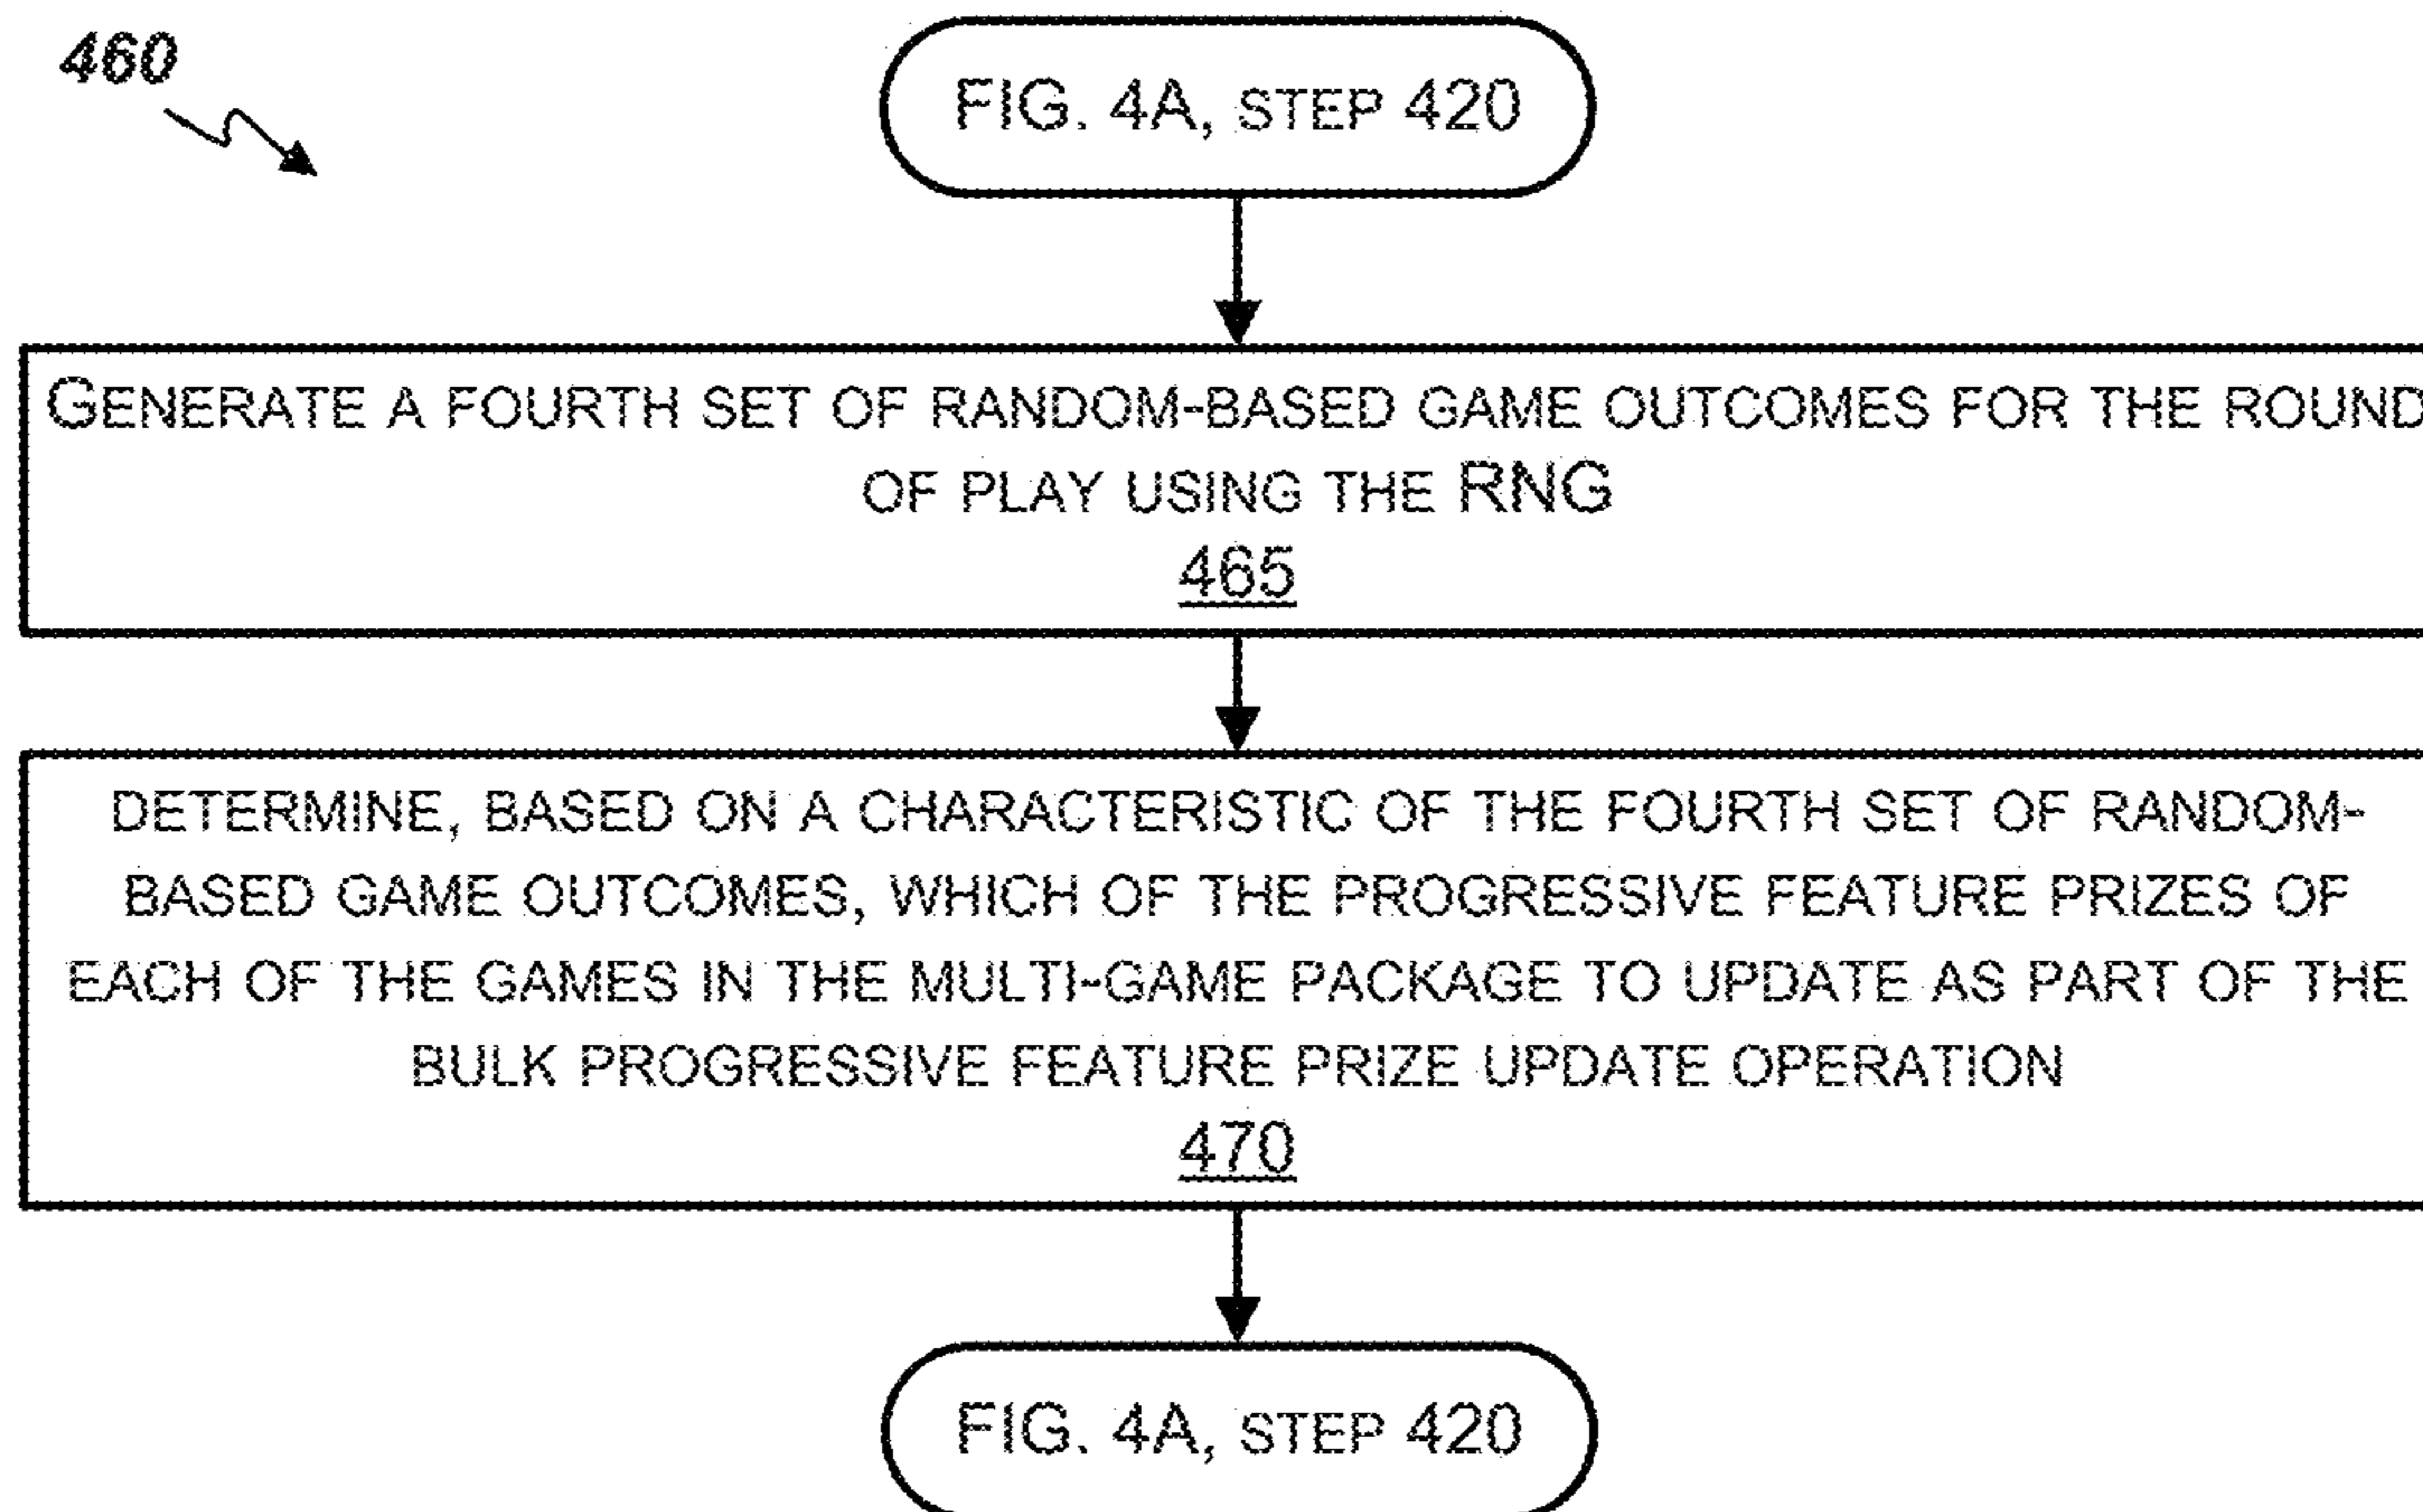 460
FIG. 4A, STEP 420
GENERATE A FOURTH SET OF RANDOM-BASED GAME OUTCOMES FOR THE ROUND
OF PLAY USING THE RNG
465
DETERMINE, BASED ON A CHARACTERISTIC OF THE FOURTH SET OF RANDOM-
BASED GAME OUTCOMES, WHICH OF THE PROGRESSIVE FEATURE PRIZES OF
EACH OF THE GAMES IN THE MULTI-GAME PACKAGE TO UPDATE AS PART OF THE
BULK PROGRESSIVE FEATURE PRIZE UPDATE OPERATION
470
FIG. 4A, STEP 420